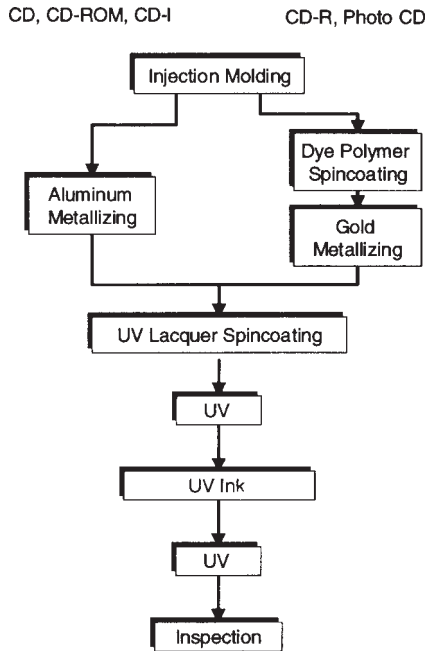 CD, CD-ROM, CD-I
CD-R, Photo CD
Injection Molding
Dye Polymer
Spincoating
Aluminum
Metallizing
Gold
Metallizing
UV Lacquer Spincoating
UV
UV Ink
UV
Inspection